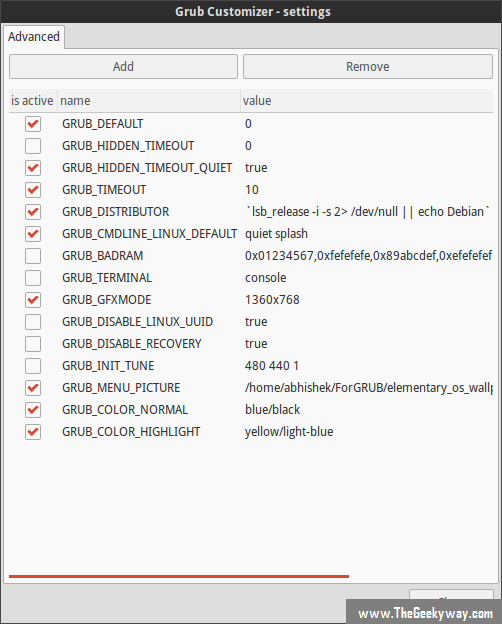 Grub Customizer - settings
Advanced
Add Remove
is active name value
GRUB_DEFAULT 0
GRUB_HIDDEN_TIMEOUT 0
GRUB_HIDDEN_TIMEOUT_QUIET true
GRUB_TIMEOUT 10
GRUB_DISTRIBUTOR `lsb_release -i -s 2> /dev/null || echo Debian`
GRUB_CMDLINE_LINUX_DEFAULT quiet splash
GRUB_BADRAM 0x01234567,0xfefefefe,0x89abcdef,0xefefefef
GRUB_TERMINAL console
GRUB_GFXMODE 1360x768
GRUB_DISABLE_LINUX_UUID true
GRUB_DISABLE_RECOVERY true
GRUB_INIT_TUNE 480 440 1
GRUB_MENU_PICTURE /home/abhishek/ForGRUB/elementary_os_wallp
GRUB_COLOR_NORMAL blue/black
GRUB_COLOR_HIGHLIGHT yellow/light-blue
www.TheGeekyway.com